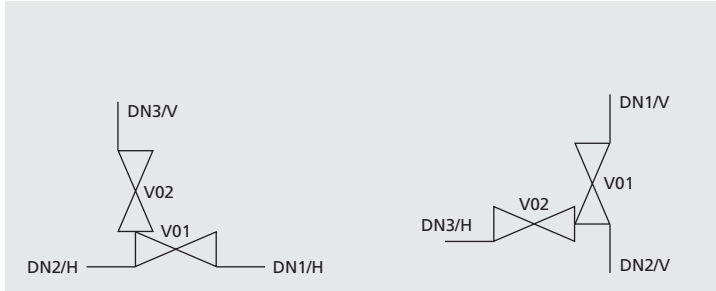 DN3/V
V02
V01
DN2/H
DN1/H
DN1/V
V01
V02
DN3/H
DN2/V